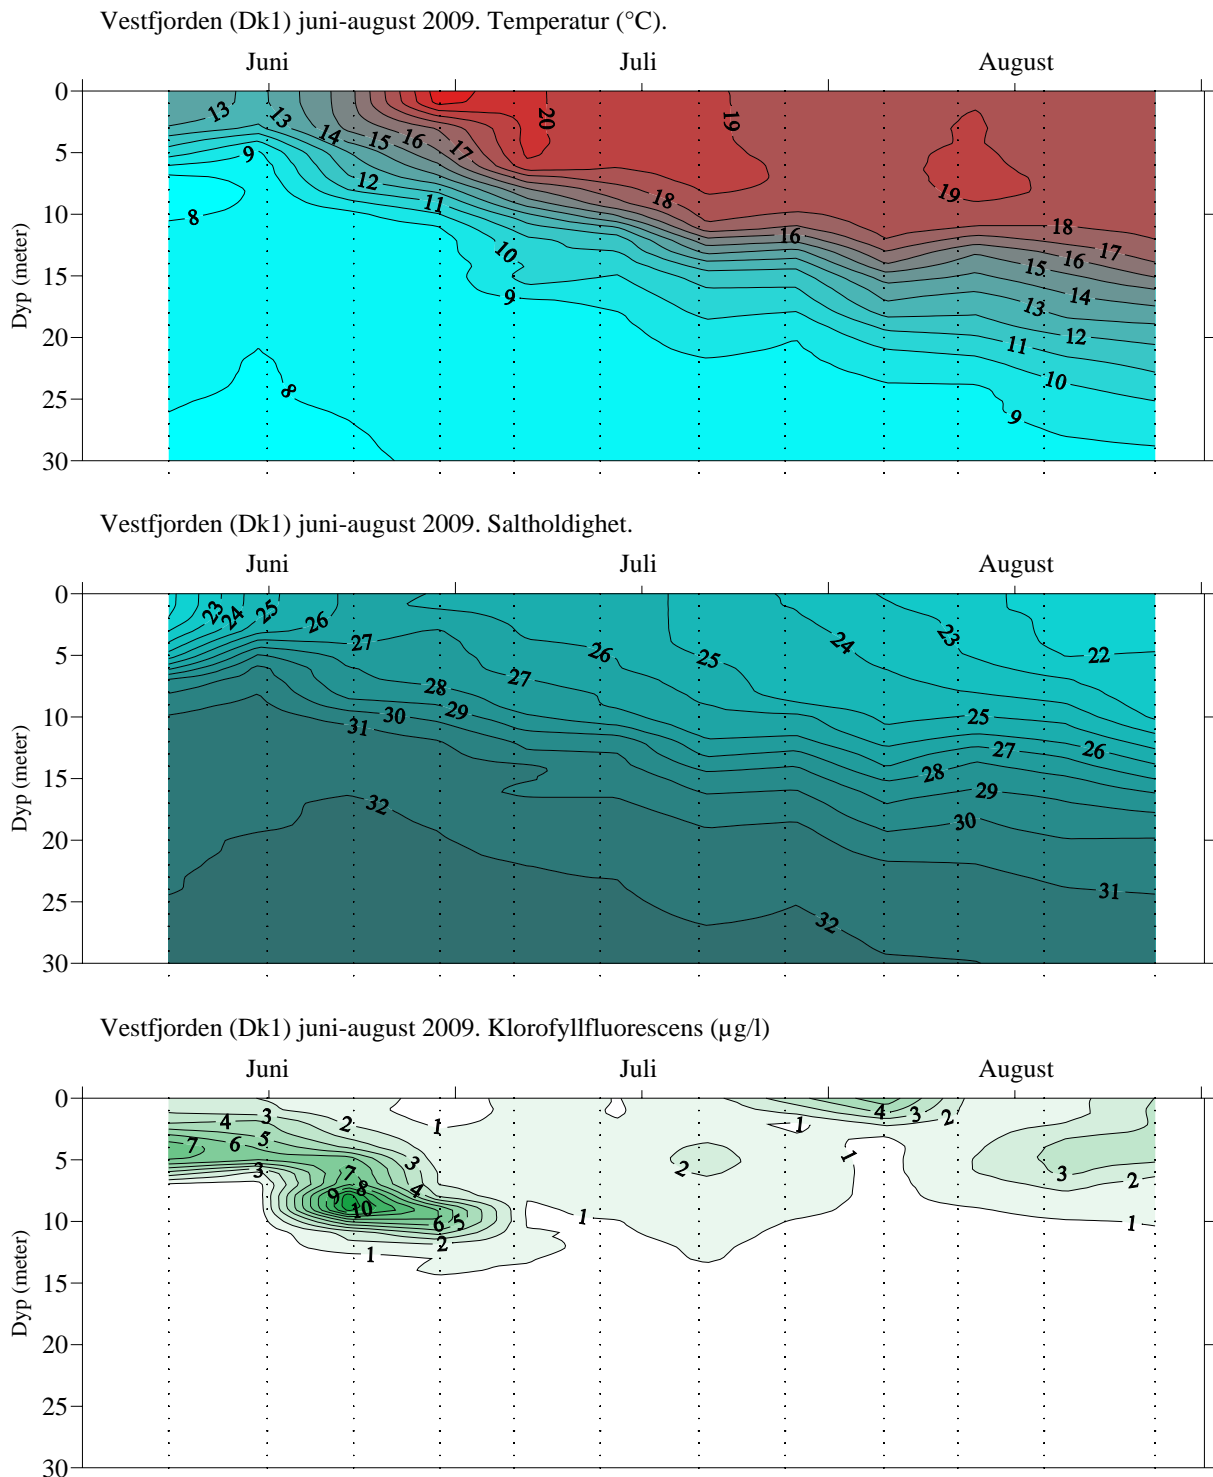 Vestfjorden (Dk1) juni-august 2009. Temperatur (°C).
Juni Juli August
0
5
10
15
20
25
30
Dyp (meter)
13 13 14 15 16 17 20 19
9 12 11 18 19
8 10 16 18 17
9 15 16 14
13 12 11 10
8 9
Vestfjorden (Dk1) juni-august 2009. Saltholdighet.
Juni Juli August
0
5
10
15
20
25
30
Dyp (meter)
23 24 25 26 27 26 25 24 23 22
28 27
31 30 29 25
27 26
28 29
32 30
31
32
Vestfjorden (Dk1) juni-august 2009. Klorofyllfluorescens (µg/l)
Juni Juli August
0
5
10
15
20
25
30
Dyp (meter)
4 3 2 1 1 4 3 2
7 6 5 3 2 1 3 2
3 7 4
9 8 10 6 5 1 1
1 2